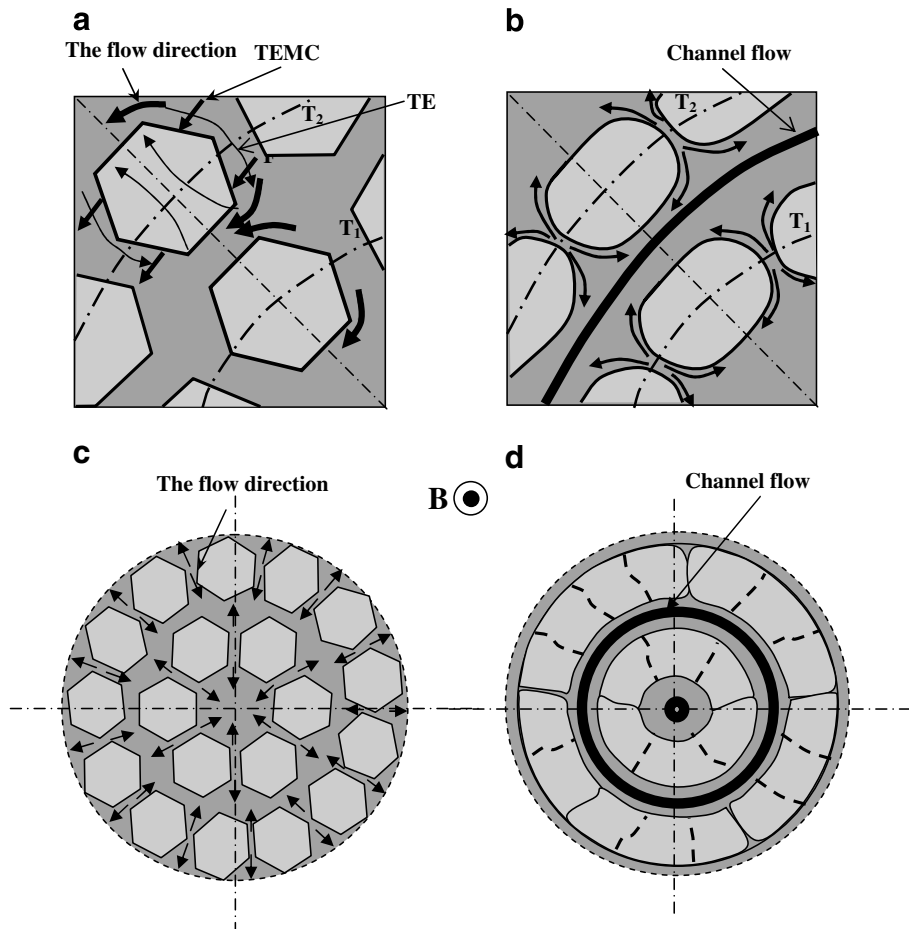 a
b
The flow direction
TEMC
Channel flow
TE
T2
T2
T1
T1
c
d
The flow direction
Channel flow
B